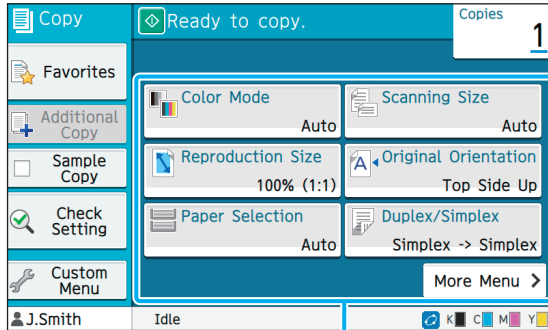 Copy
Ready to copy.
Copies
1
Favorites
Additional
Copy
Sample
Copy
Check
Setting
Custom
Menu
Color Mode
Auto
Scanning Size
Auto
Reproduction Size
100% (1:1)
Original Orientation
Top Side Up
Paper Selection
Auto
Duplex/Simplex
Simplex -> Simplex
More Menu >
J.Smith
Idle
K C M Y